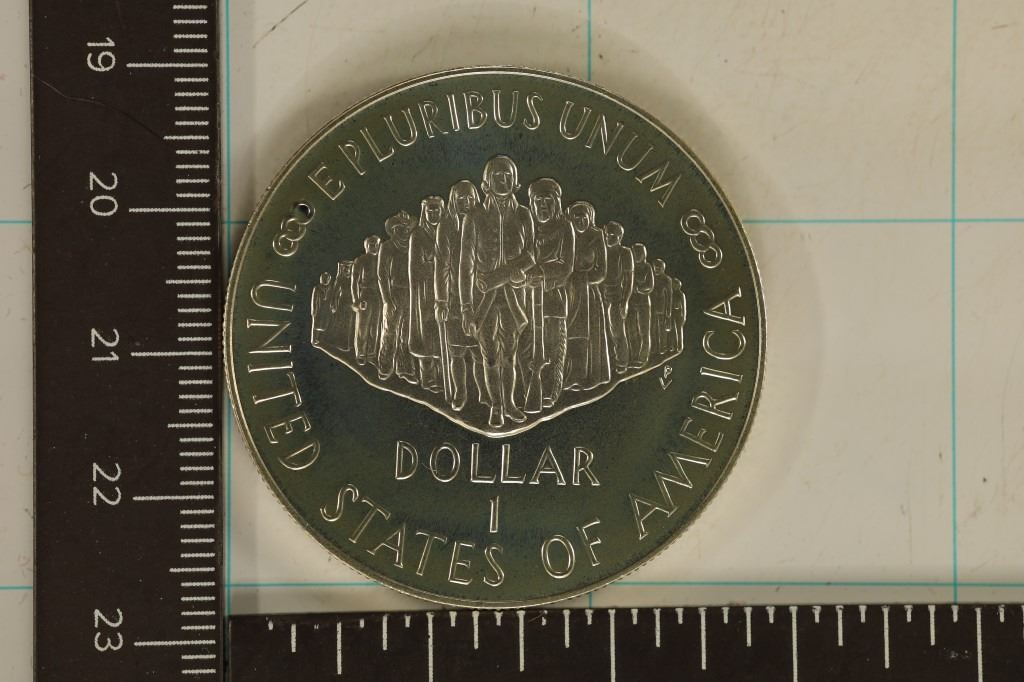 E PLURIBUS UNUM
UNITED STATES OF AMERICA
DOLLAR
1
19
20
21
22
23